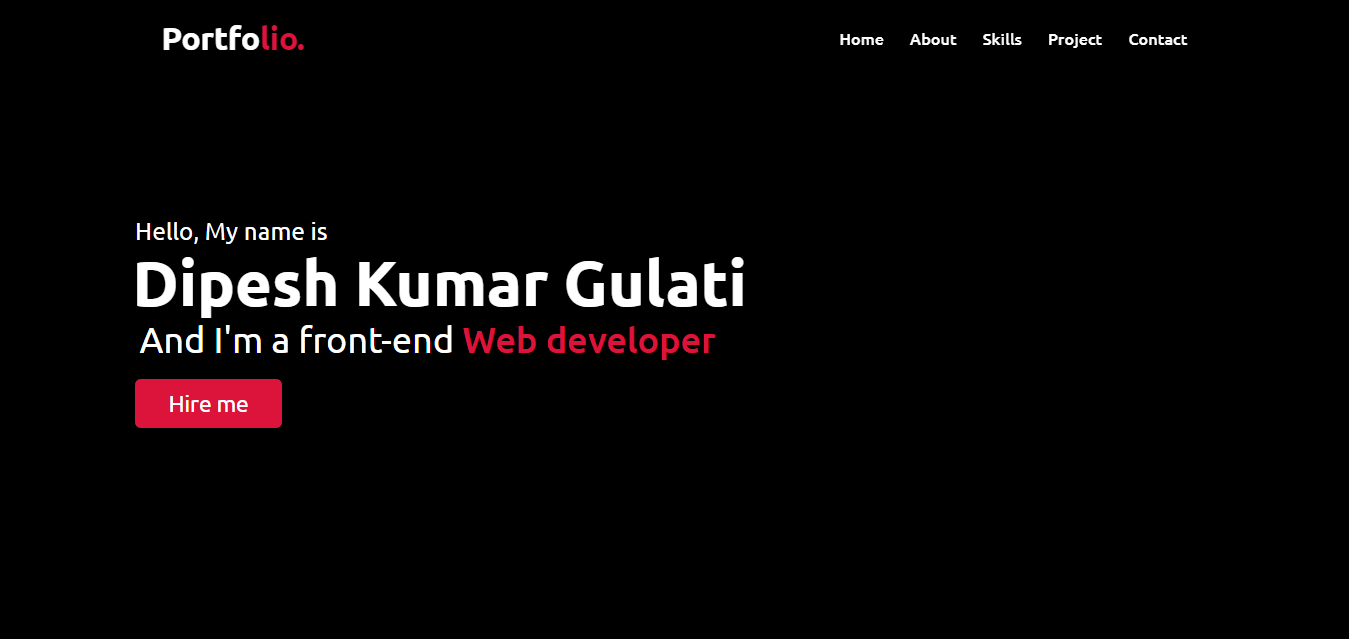 Portfolio.
Home About Skills Project Contact
Hello, My name is
Dipesh Kumar Gulati
And I'm a front-end Web developer
Hire me